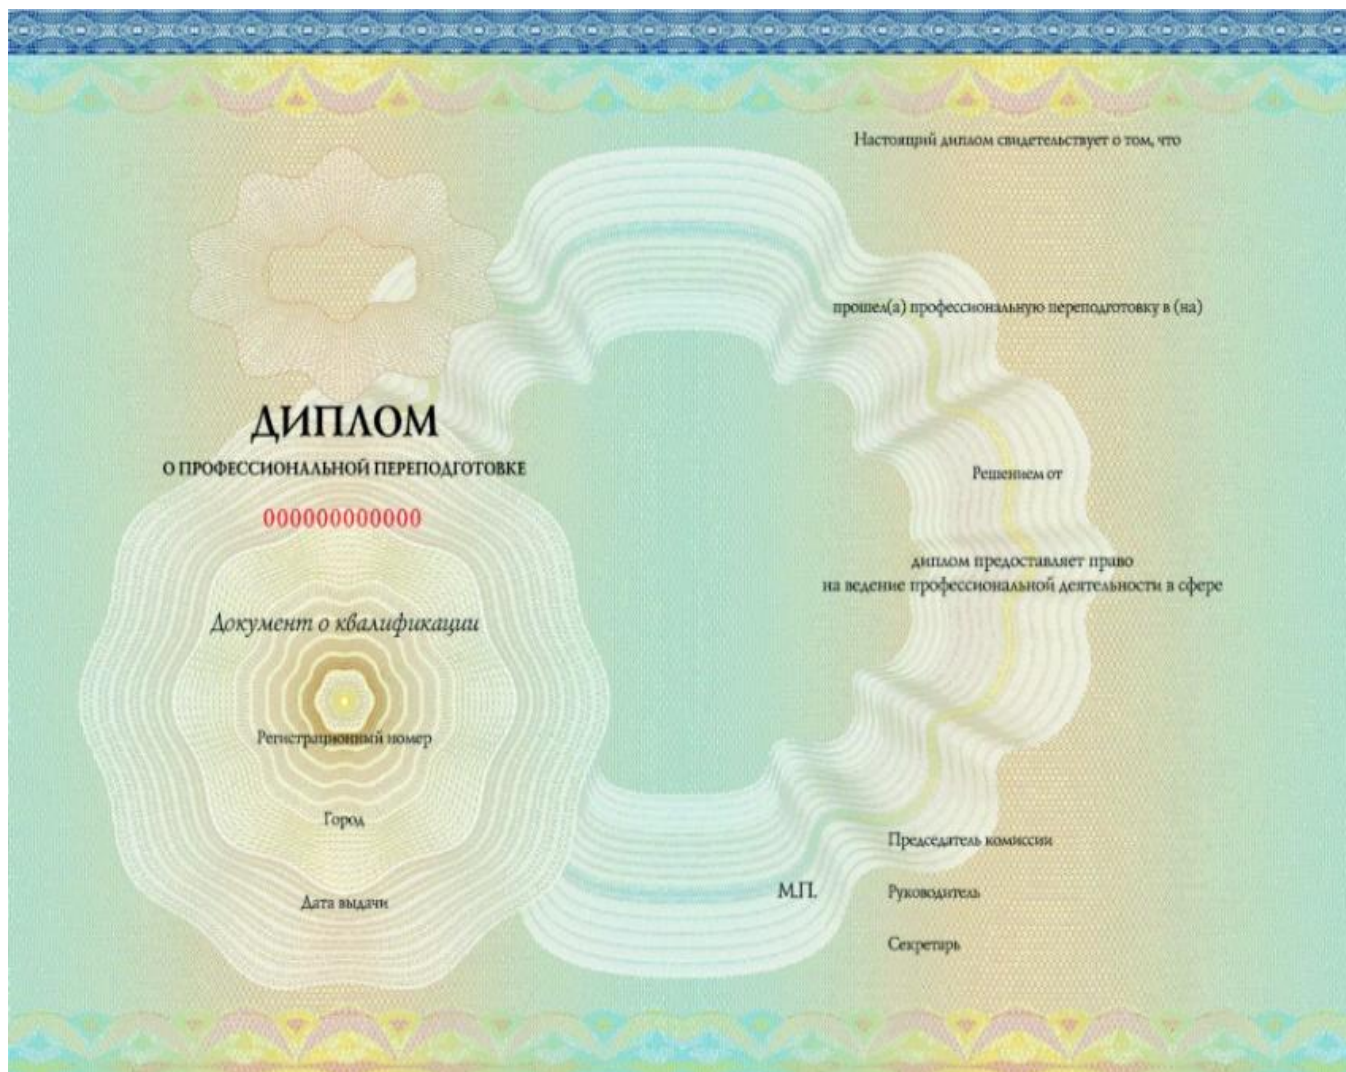 ДИПЛОМ
О ПРОФЕССИОНАЛЬНОЙ ПЕРЕПОДГОТОВКЕ
000000000000
Документ о квалификации
Регистрационный номер
Город
Дата выдачи
Настоящий диплом свидетельствует о том, что
прошел(а) профессиональную переподготовку в (на)
Решением от
диплом предоставляет право
на ведение профессиональной деятельности в сфере
М.П.
Председатель комиссии
Руководитель
Секретарь